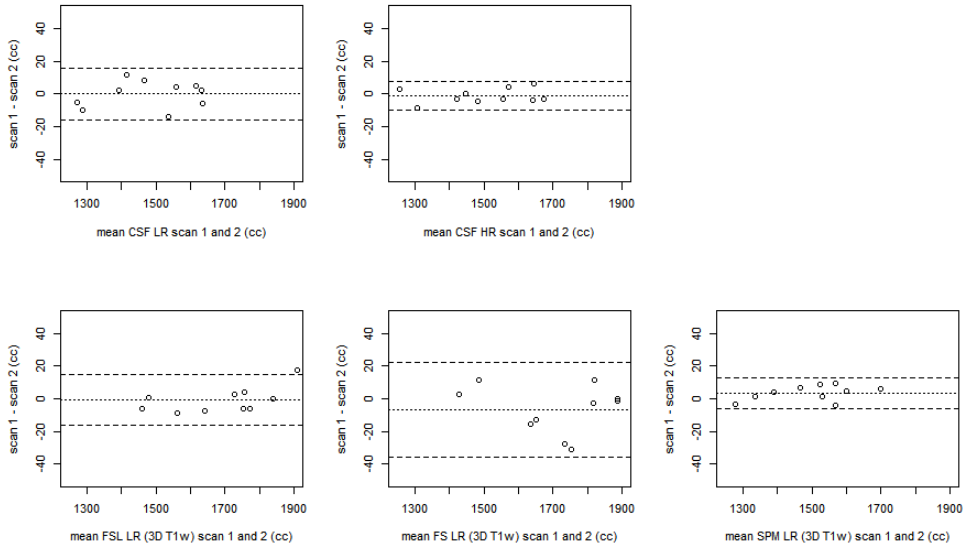 scan 1 - scan 2 (cc)
40
20
0
-20
-40
1300 1500 1700 1900
mean CSF LR scan 1 and 2 (cc)
scan 1 - scan 2 (cc)
40
20
0
-20
-40
1300 1500 1700 1900
mean CSF HR scan 1 and 2 (cc)
scan 1 - scan 2 (cc)
40
20
0
-20
-40
1300 1500 1700 1900
mean FSL LR (3D T1w) scan 1 and 2 (cc)
scan 1 - scan 2 (cc)
40
20
0
-20
-40
1300 1500 1700 1900
mean FS LR (3D T1w) scan 1 and 2 (cc)
scan 1 - scan 2 (cc)
40
20
0
-20
-40
1300 1500 1700 1900
mean SPM LR (3D T1w) scan 1 and 2 (cc)